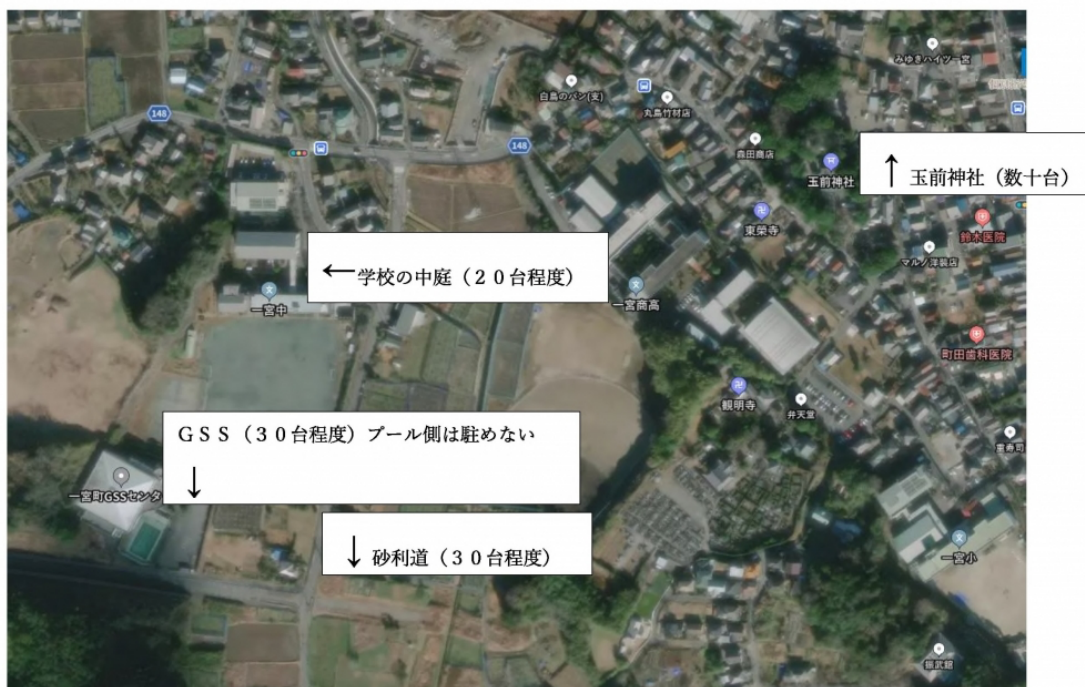 みゆきハイツ一宮
白鳥のパン(麦)
丸島竹材店
148
148
森田商店
玉前神社
↑ 玉前神社（数十台）
東榮寺
鈴木医院
マルノ洋装店
←学校の中庭（２０台程度）
一宮中
一宮商高
町田歯科医院
観明寺
弁天堂
ＧＳＳ（３０台程度）プール側は駐めない
↓
重寿司
一宮町GSSセンタ
↓ 砂利道（３０台程度）
一宮小
振武館